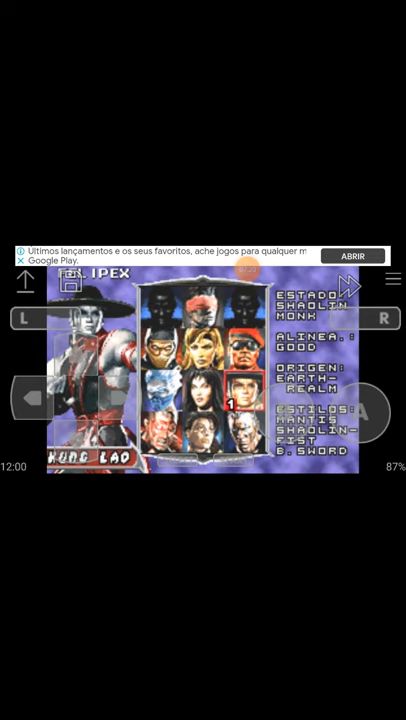 Últimos lançamentos e os seus favoritos, ache jogos para qualquer m
Google Play.
ABRIR
L
R
ESTADO
SHAOLIN
MONK
ALINEA.:
GOOD
ORIGEN:
EARTH-
REALM
ESTILOS:
MANTIS
SHAOLIN-
FIST
B.SWORD
A
1
KUNG LAO
12:00
87%